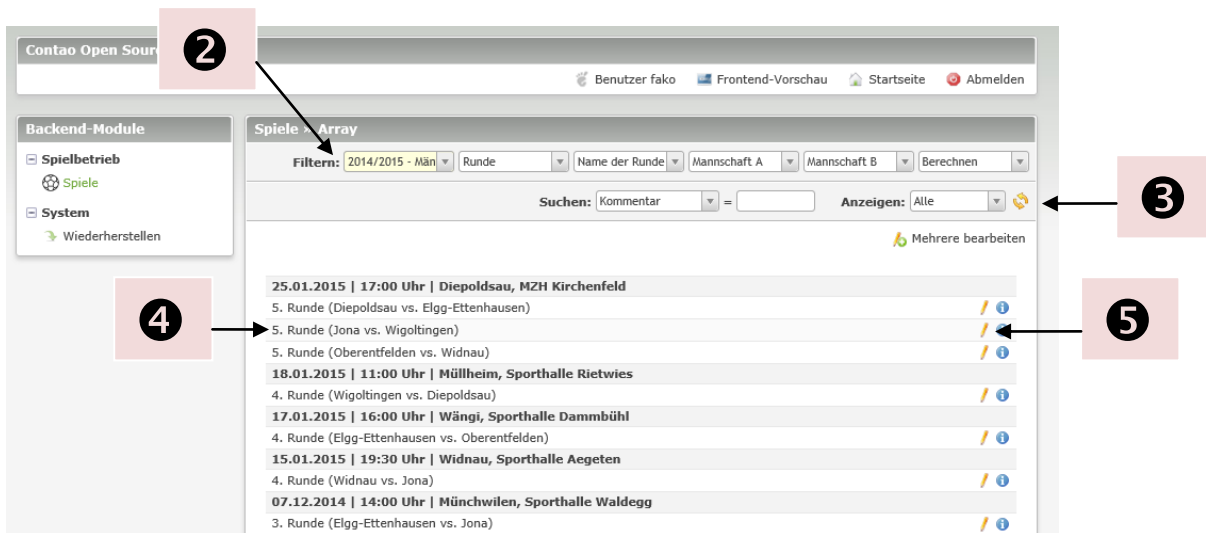 ❷
Contao Open Sour
Benutzer fako Frontend-Vorschau Startseite Abmelden
Backend-Module
Spielbetrieb
Spiele
System
Wiederherstellen
Spiele » Array
Filtern: 2014/2015 - Män Runde Name der Runde Mannschaft A Mannschaft B Berechnen
Suchen: Kommentar = Anzeigen: Alle
❸
Mehrere bearbeiten
25.01.2015 | 17:00 Uhr | Diepoldsau, MZH Kirchenfeld
5. Runde (Diepoldsau vs. Elgg-Ettenhausen)
❹
5. Runde (Jona vs. Wigoltingen)
❺
5. Runde (Oberentfelden vs. Widnau)
18.01.2015 | 11:00 Uhr | Müllheim, Sporthalle Rietwies
4. Runde (Wigoltingen vs. Diepoldsau)
17.01.2015 | 16:00 Uhr | Wängi, Sporthalle Dammbühl
4. Runde (Elgg-Ettenhausen vs. Oberentfelden)
15.01.2015 | 19:30 Uhr | Widnau, Sporthalle Aegeten
4. Runde (Widnau vs. Jona)
07.12.2014 | 14:00 Uhr | Münchwilen, Sporthalle Waldegg
3. Runde (Elgg-Ettenhausen vs. Jona)